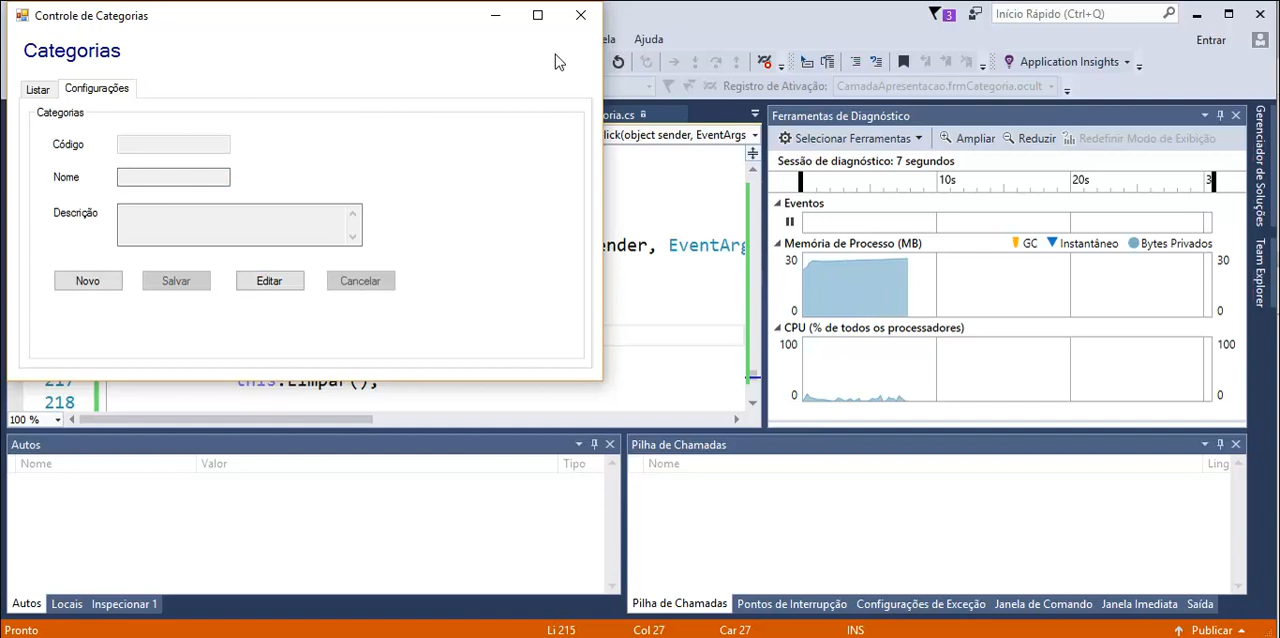 Controle de Categorias
3
Início Rápido (Ctrl+Q)
Categorias
Ajuda
Entrar
Application Insights
Listar
Configurações
Registro de Ativação:
CamadaApresentacao.frmCategoria.ocult
Categorias
Código
Nome
Descrição
Novo
Salvar
Editar
Cancelar
oria.cs
lick(object sender, EventArgs
ender, EventArg
217
this.Limpar();
218
100 %
Ferramentas de Diagnóstico
Selecionar Ferramentas
Ampliar
Reduzir
Redefinir Modo de Exibição
Sessão de diagnóstico: 7 segundos
10s
20s
3
Eventos
Memória de Processo (MB)
GC
Instantâneo
Bytes Privados
30
30
0
0
CPU (% de todos os processadores)
100
100
0
0
Gerenciador de Soluções
Team Explorer
Autos
Nome
Valor
Tipo
Pilha de Chamadas
Nome
Ling
Autos
Locais
Inspecionar 1
Pilha de Chamadas
Pontos de Interrupção
Configurações de Exceção
Janela de Comando
Janela Imediata
Saída
Pronto
Li 215
Col 27
Car 27
INS
Publicar